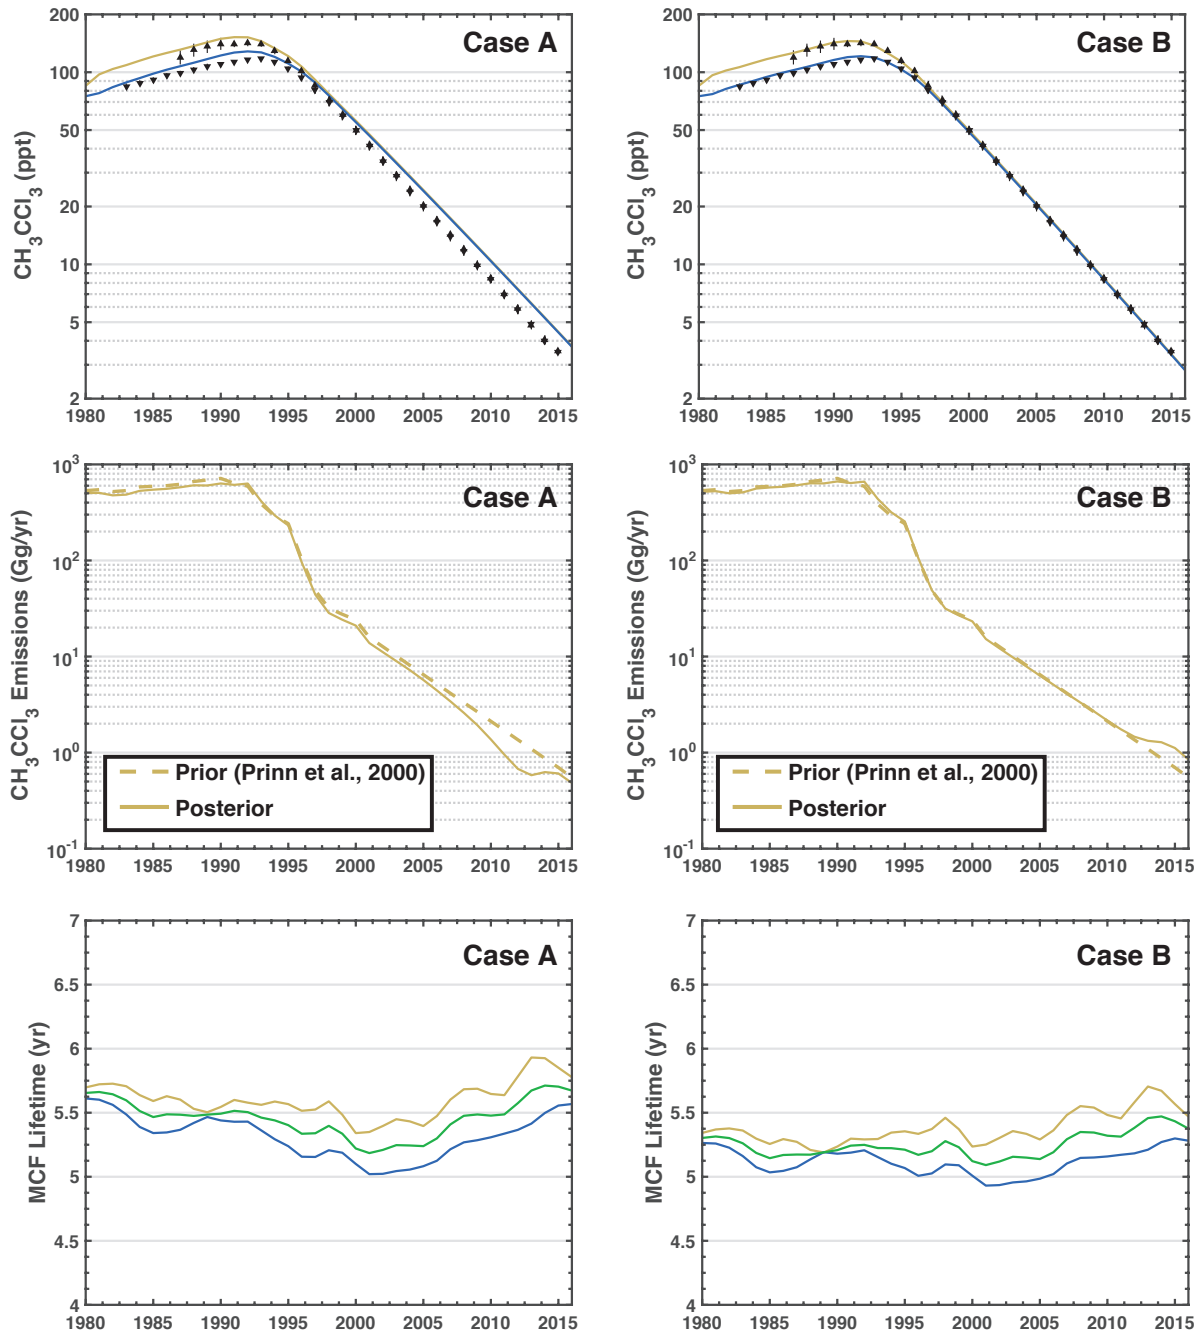 200
100
50
20
10
5
2
CH3CCl3 (ppt)
Case A
1980 1985 1990 1995 2000 2005 2010 2015
200
100
50
20
10
5
2
CH3CCl3 (ppt)
Case B
1980 1985 1990 1995 2000 2005 2010 2015
10^3
10^2
10^1
10^0
10^-1
CH3CCl3 Emissions (Gg/yr)
Case A
Prior (Prinn et al., 2000)
Posterior
1980 1985 1990 1995 2000 2005 2010 2015
10^3
10^2
10^1
10^0
10^-1
CH3CCl3 Emissions (Gg/yr)
Case B
Prior (Prinn et al., 2000)
Posterior
1980 1985 1990 1995 2000 2005 2010 2015
7
6.5
6
5.5
5
4.5
4
MCF Lifetime (yr)
Case A
1980 1985 1990 1995 2000 2005 2010 2015
7
6.5
6
5.5
5
4.5
4
MCF Lifetime (yr)
Case B
1980 1985 1990 1995 2000 2005 2010 2015